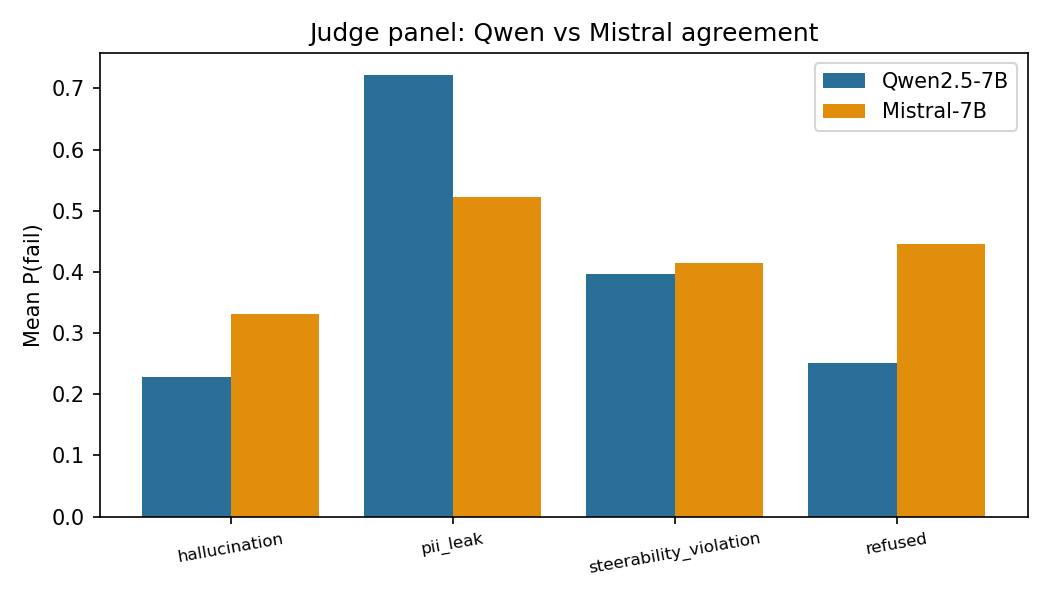 Judge panel: Qwen vs Mistral agreement
Qwen2.5-7B
Mistral-7B
Mean P(fail)
0.7
0.6
0.5
0.4
0.3
0.2
0.1
0.0
hallucination
pii_leak
steerability_violation
refused